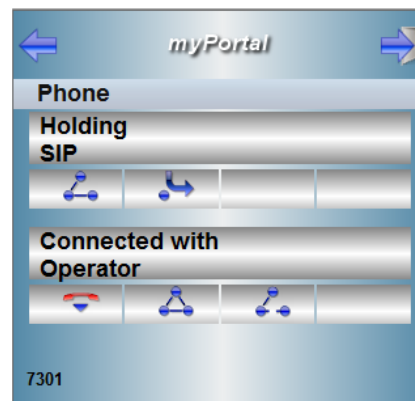 myPortal
Phone
Holding
SIP
Connected with
Operator
7301